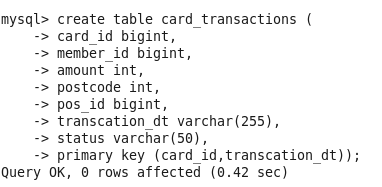 mysql> create table card_transactions (
-> card_id bigint,
-> member_id bigint,
-> amount int,
-> postcode int,
-> pos_id bigint,
-> transcation_dt varchar(255),
-> status varchar(50),
-> primary key (card_id,transcation_dt));
Query OK, 0 rows affected (0.42 sec)